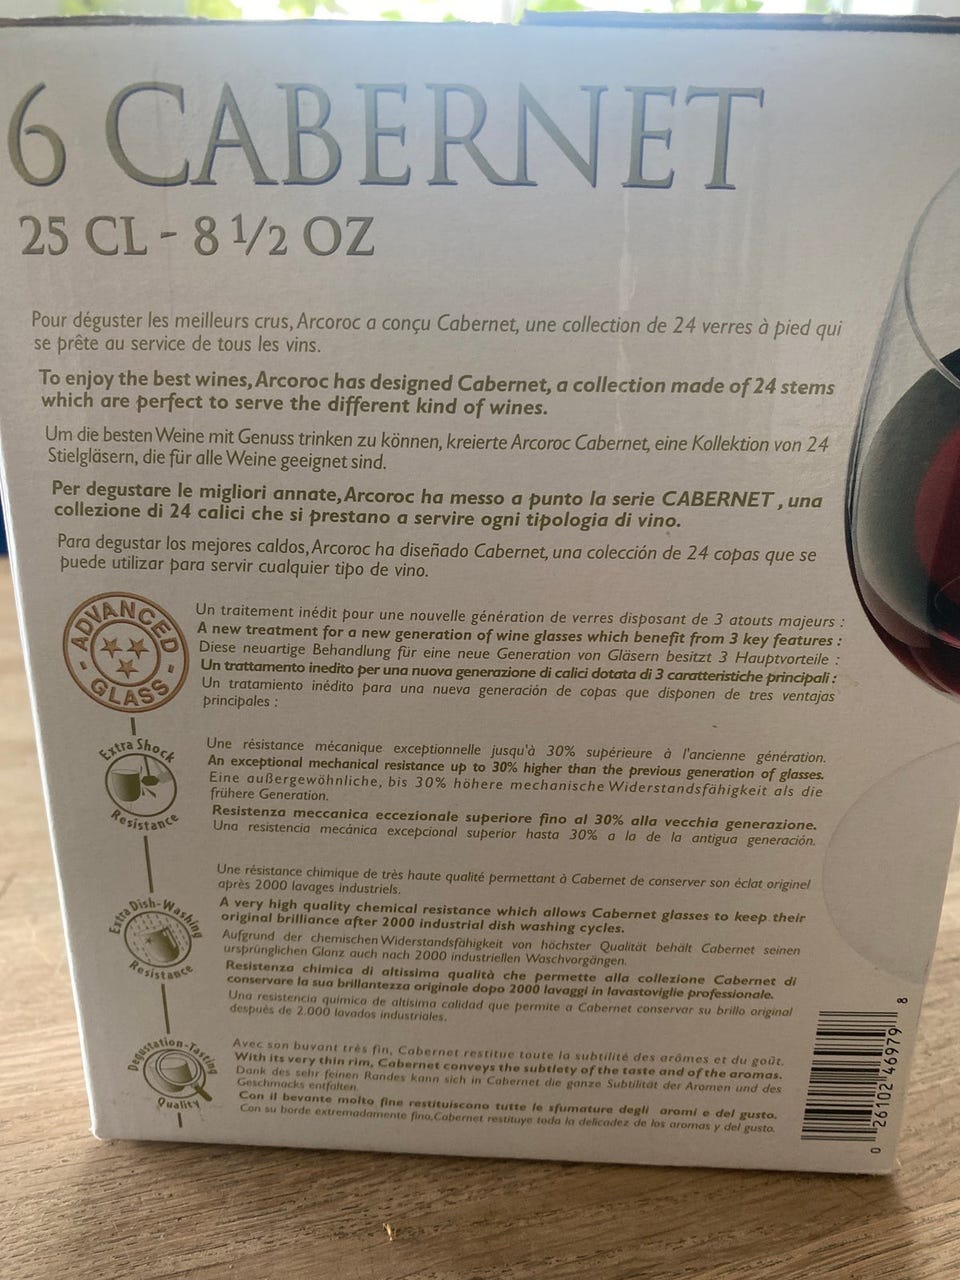 6 CABERNET
25 CL - 8 1/2 OZ
Pour déguster les meilleurs crus, Arcoroc a conçu Cabernet, une collection de 24 verres à pied qui
se prête au service de tous les vins.
To enjoy the best wines, Arcoroc has designed Cabernet, a collection made of 24 stems
which are perfect to serve the different kind of wines.
Um die besten Weine mit Genuss trinken zu können, kreierte Arcoroc Cabernet, eine Kollektion von 24
Stielgläsern, die für alle Weine geeignet sind.
Per degustare le migliori annate, Arcoroc ha messo a punto la serie CABERNET , una
collezione di 24 calici che si prestano a servire ogni tipologia di vino.
Para degustar los mejores caldos, Arcoroc ha diseñado Cabernet, una colección de 24 copas que se
puede utilizar para servir cualquier tipo de vino.
ADVANCED
- GLASS -
Un traitement inédit pour une nouvelle génération de verres disposant de 3 atouts majeurs :
A new treatment for a new generation of wine glasses which benefit from 3 key features :
Diese neuartige Behandlung für eine neue Generation von Gläsern besitzt 3 Hauptvorteile :
Un trattamento inedito per una nuova generazione di calici dotata di 3 caratteristiche principali :
Un tratamiento inédito para una nueva generación de copas que disponen de tres ventajas
principales :
Extra Shock
Resistance
Une résistance mécanique exceptionnelle jusqu'à 30% supérieure à l'ancienne génération.
An exceptional mechanical resistance up to 30% higher than the previous generation of glasses.
Eine außergewöhnliche, bis 30% höhere mechanische Widerstandsfähigkeit als die
frühere Generation.
Resistenza meccanica eccezionale superiore fino al 30% alla vecchia generazione.
Una resistencia mecánica excepcional superior hasta 30% a la de la antigua generación.
Extra Dish-Washing
Resistance
Une résistance chimique de très haute qualité permettant à Cabernet de conserver son éclat originel
après 2000 lavages industriels.
A very high quality chemical resistance which allows Cabernet glasses to keep their
original brilliance after 2000 industrial dish washing cycles.
Aufgrund der chemischen Widerstandsfähigkeit von höchster Qualität behält Cabernet seinen
ursprünglichen Glanz auch nach 2000 industriellen Waschvorgängen.
Resistenza chimica di altissima qualità che permette alla collezione Cabernet di
conservare la sua brillantezza originale dopo 2000 lavaggi in lavastoviglie professionale.
Una resistencia química de altísima calidad que permite a Cabernet conservar su brillo original
después de 2.000 lavados industriales.
Degustation-Tasting
Quality
Avec son buvant très fin, Cabernet restitue toute la subtilité des arômes et du goût.
With its very thin rim, Cabernet conveys the subtlety of the taste and of the aromas.
Dank des sehr feinen Randes kann sich in Cabernet die ganze Subtilität der Aromen und des
Geschmacks entfalten.
Con il bevante molto fine restituiscono tutte le sfumature degli aromi e del gusto.
Con su borde extremadamente fino, Cabernet restituye toda la delicadez de los aromas y del gusto.
0 26102 46979 8